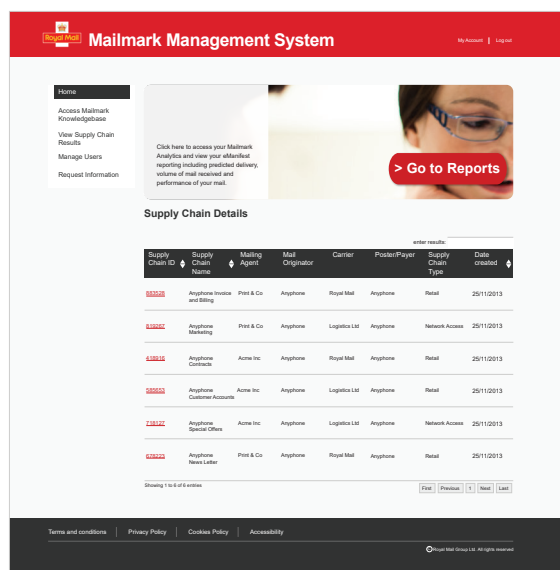 Royal Mail
Mailmark Management System
My Account | Log out
Home
Access Mailmark
Knowledgebase
View Supply Chain
Results
Manage Users
Request Information
Click here to access your Mailmark
Analytics and view your eManifest
reporting including predicted delivery,
volume of mail received and
performance of your mail.
> Go to Reports
Supply Chain Details
enter results:
Supply Chain ID Supply Chain Name Mailing Agent Mail Originator Carrier Poster/Payer Supply Chain Type Date created
883528 Anyphone Invoice and Billing Print & Co Anyphone Royal Mail Anyphone Retail 25/11/2013
Anyphone Marketing Print & Co Anyphone Logistics Ltd Anyphone Network Access 25/11/2013
418916 Anyphone Contracts Acme Inc Anyphone Royal Mail Anyphone Retail 25/11/2013
585653 Anyphone Customer Accounts Acme Inc Anyphone Logistics Ltd Anyphone Retail 25/11/2013
718127 Anyphone Special Offers Acme Inc Anyphone Logistics Ltd Anyphone Network Access 25/11/2013
678223 Anyphone News Letter Print & Co Anyphone Royal Mail Anyphone Retail 25/11/2013
Showing 1 to 6 of 6 entries
First Previous 1 Next Last
Terms and conditions | Privacy Policy | Cookies Policy | Accessibility
© Royal Mail Group Ltd. All rights reserved